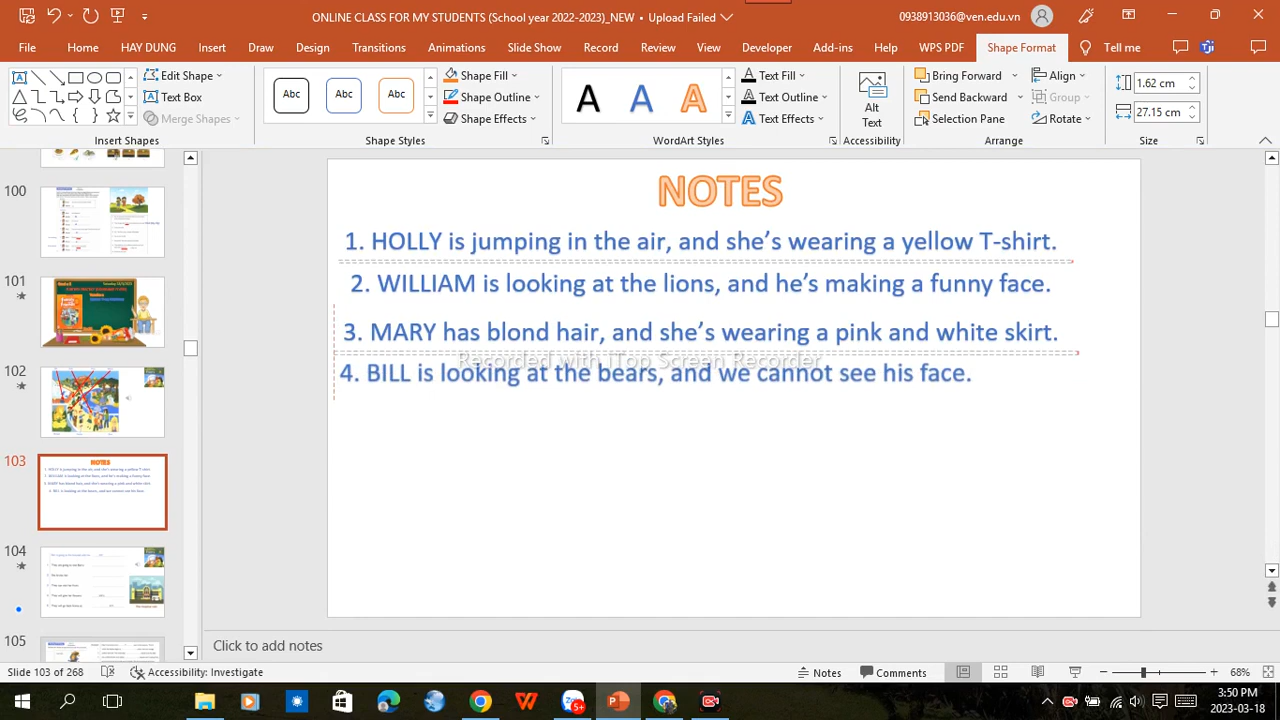 ONLINE CLASS FOR MY STUDENTS (School year 2022-2023)_NEW • Upload Failed
0938913036@ven.edu.vn
File Home HAY DUNG Insert Draw Design Transitions Animations Slide Show Record Review View Developer Add-ins Help WPS PDF Shape Format Tell me
Edit Shape
Text Box
Merge Shapes
Insert Shapes
Abc Abc Abc
Shape Fill
Shape Outline
Shape Effects
Shape Styles
A A A
Text Fill
Text Outline
Text Effects
WordArt Styles
Alt
Text
Accessibility
Bring Forward
Send Backward
Selection Pane
Align
Group
Rotate
Arrange
1.62 cm
27.15 cm
Size
100
101
102
103
104
105
NOTES
1. HOLLY is jumping in the air, and she's wearing a yellow T-shirt.
2. WILLIAM is looking at the lions, and he's making a funny face.
3. MARY has blond hair, and she's wearing a pink and white skirt.
Recorded with iTop Screen Recorder
4. BILL is looking at the bears, and we cannot see his face.
Click to add notes
Slide 103 of 268 Accessibility: Investigate Notes Comments 68%
5+
3:50 PM
2023-03-18